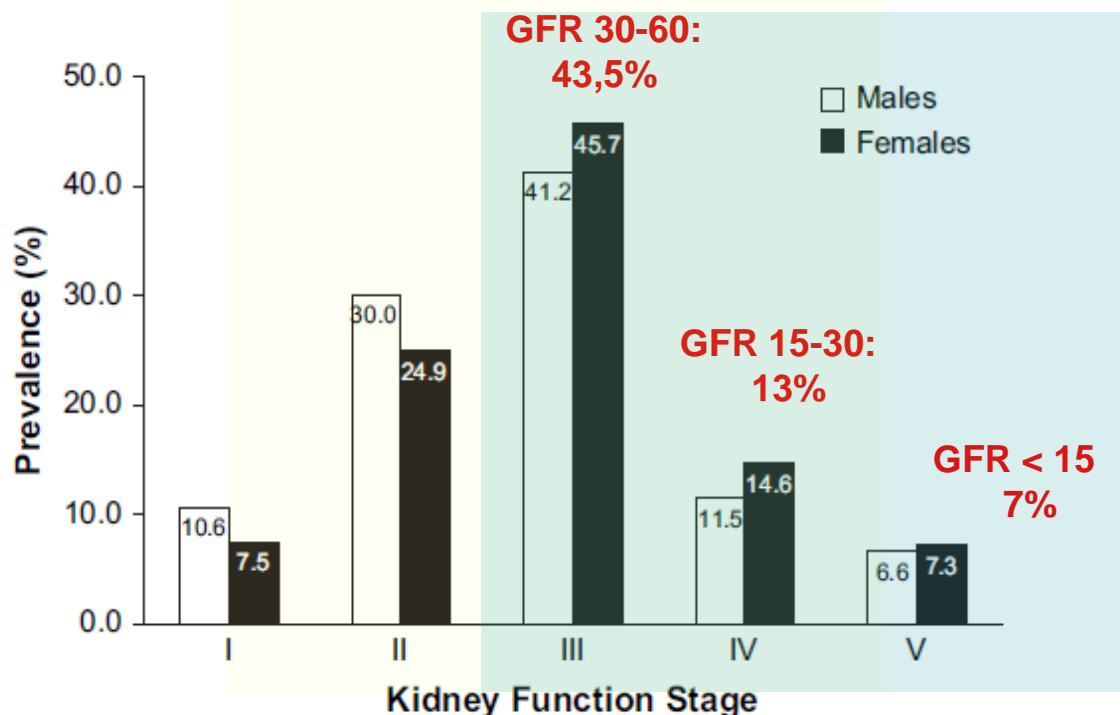 GFR 30-60:
43,5%
50.0
40.0
30.0
20.0
10.0
0.0
Prevalence (%)
Males
Females
10.6
7.5
30.0
24.9
41.2
45.7
GFR 15-30:
13%
11.5
14.6
GFR < 15
7%
6.6
7.3
I
II
III
IV
V
Kidney Function Stage